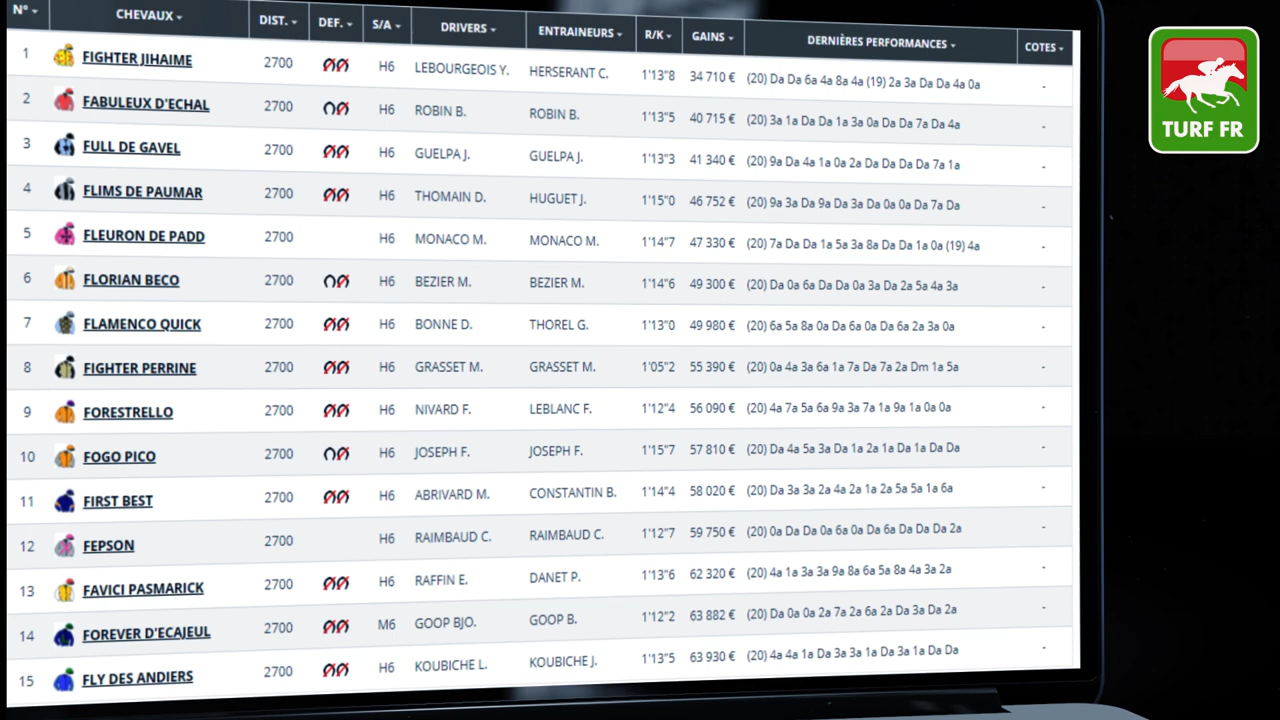 N° CHEVAUX DIST. DEF. S/A DRIVERS ENTRAINEURS R/K GAINS DERNIÈRES PERFORMANCES COTES
1 FIGHTER JIHAIME 2700 H6 LEBOURGEOIS Y. HERSERANT C. 1'13"8 34 710 € (20) Da Da 6a 4a 8a 4a (19) 2a 3a Da Da 4a 0a -
2 FABULEUX D'ECHAL 2700 H6 ROBIN B. ROBIN B. 1'13"5 40 715 € (20) 3a 1a Da Da 1a 3a 0a Da Da 7a Da 4a -
3 FULL DE GAVEL 2700 H6 GUELPA J. GUELPA J. 1'13"3 41 340 € (20) 9a Da 4a 1a 0a 2a Da Da Da Da 7a 1a -
4 FLIMS DE PAUMAR 2700 H6 THOMAIN D. HUGUET J. 1'15"0 46 752 € (20) 9a 3a Da 9a Da 3a Da 0a 0a Da 7a Da -
5 FLEURON DE PADD 2700 H6 MONACO M. MONACO M. 1'14"7 47 330 € (20) 7a Da Da 1a 5a 3a 8a Da Da 1a 0a (19) 4a -
6 FLORIAN BECO 2700 H6 BEZIER M. BEZIER M. 1'14"6 49 300 € (20) Da 0a 6a Da Da 0a 3a Da 2a 5a 4a 3a -
7 FLAMENCO QUICK 2700 H6 BONNE D. THOREL G. 1'13"0 49 980 € (20) 6a 5a 8a 0a Da 6a 0a Da 6a 2a 3a 0a -
8 FIGHTER PERRINE 2700 H6 GRASSET M. GRASSET M. 1'05"2 55 390 € (20) 0a 4a 3a 6a 1a 7a Da 7a 2a Dm 1a 5a -
9 FORESTRELLO 2700 H6 NIVARD F. LEBLANC F. 1'12"4 56 090 € (20) 4a 7a 5a 6a 9a 3a 7a 1a 9a 1a 0a 0a -
10 FOGO PICO 2700 H6 JOSEPH F. JOSEPH F. 1'15"7 57 810 € (20) Da 4a 5a 3a Da 1a 2a 1a Da 1a Da Da -
11 FIRST BEST 2700 H6 ABRIVARD M. CONSTANTIN B. 1'14"4 58 020 € (20) Da 3a 3a 2a 4a 2a 1a 2a 5a 5a 1a 6a -
12 FEPSON 2700 H6 RAIMBAUD C. RAIMBAUD C. 1'12"7 59 750 € (20) 0a Da Da 0a 6a 0a Da 6a Da Da Da 2a -
13 FAVICI PASMARICK 2700 H6 RAFFIN E. DANET P. 1'13"6 62 320 € (20) 4a 1a 3a 3a 9a 8a 6a 5a 8a 4a 3a 2a -
14 FOREVER D'ECAJEUL 2700 M6 GOOP BJO. GOOP B. 1'12"2 63 882 € (20) Da 0a 0a 2a 7a 2a 6a 2a Da 3a Da 2a -
15 FLY DES ANDIERS 2700 H6 KOUBICHE L. KOUBICHE J. 1'13"5 63 930 € (20) 4a 4a 1a Da 3a 3a 1a Da 3a 1a Da Da -
TURF FR